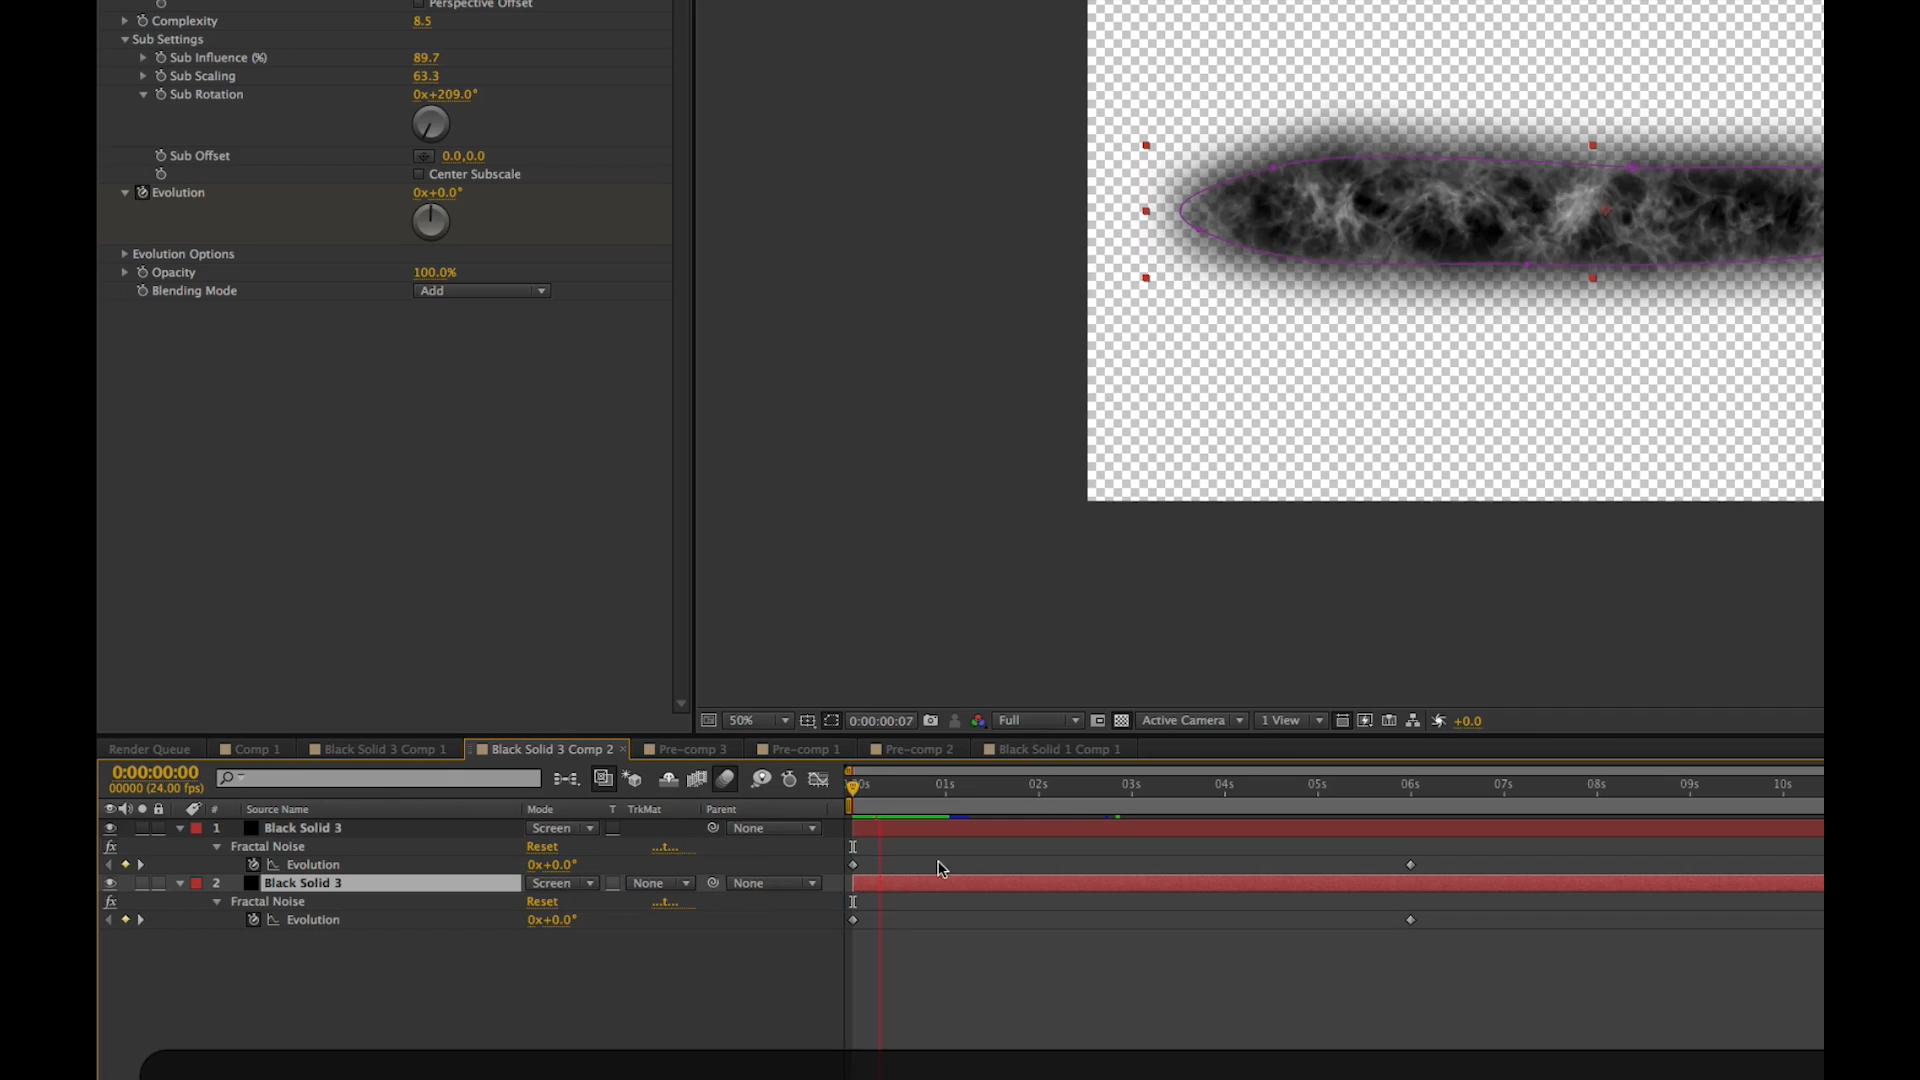 Perspective Offset
Complexity 8.5
Sub Settings
Sub Influence (%) 89.7
Sub Scaling 63.3
Sub Rotation 0x+209.0°
Sub Offset 0.0,0.0
Center Subscale
Evolution 0x+0.0°
Evolution Options
Opacity 100.0%
Blending Mode Add
50% 0:00:00:07 Full Active Camera 1 View +0.0
Render Queue Comp 1 Black Solid 3 Comp 1 Black Solid 3 Comp 2 × Pre-comp 3 Pre-comp 1 Pre-comp 2 Black Solid 1 Comp 1
0:00:00:00
00000 (24.00 fps)
01s 02s 03s 04s 05s 06s 07s 08s 09s 10s
# Source Name Mode T TrkMat Parent
1 Black Solid 3 Screen None
fx Fractal Noise Reset ...t...
Evolution 0x+0.0°
2 Black Solid 3 Screen None None
fx Fractal Noise Reset ...t...
Evolution 0x+0.0°